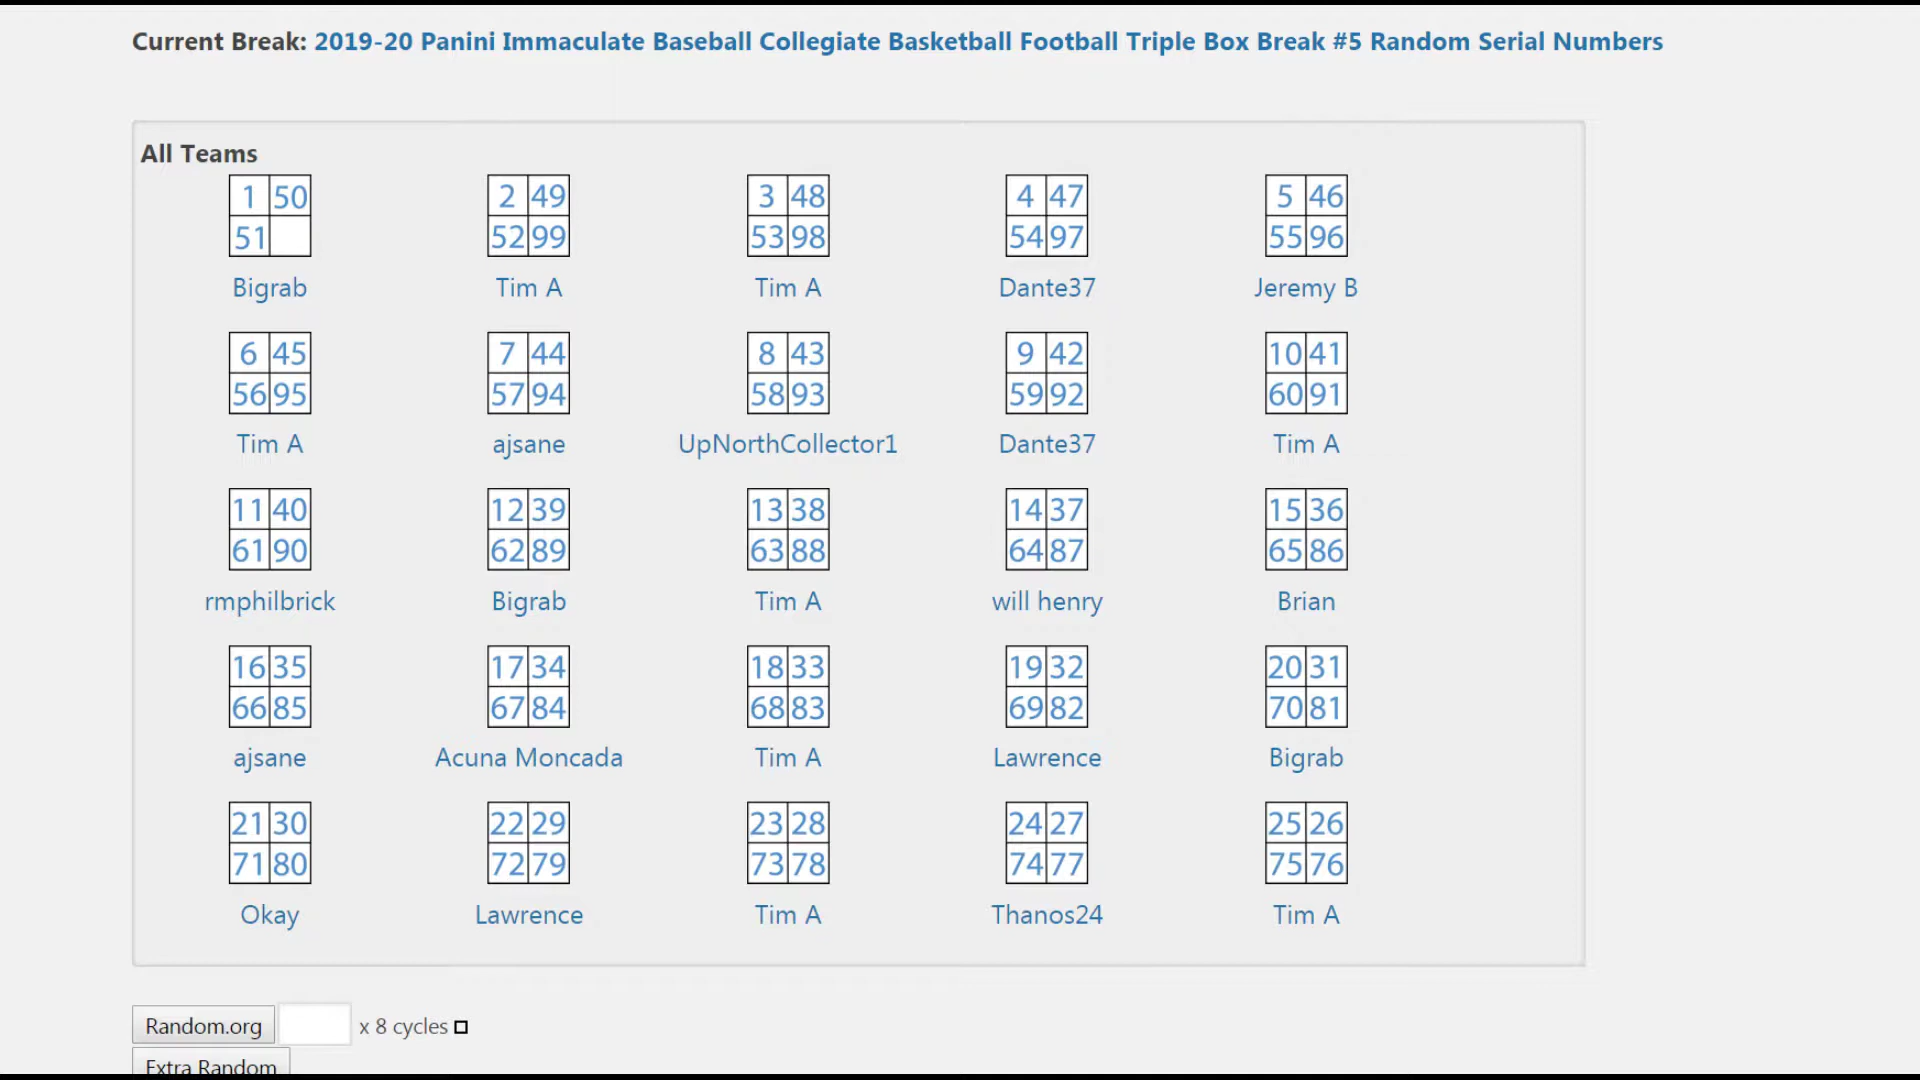 Current Break: 2019-20 Panini Immaculate Baseball Collegiate Basketball Football Triple Box Break #5 Random Serial Numbers
All Teams
1 50 2 49 3 48 4 47 5 46
51 52 99 53 98 54 97 55 96
Bigrab Tim A Tim A Dante37 Jeremy B
6 45 7 44 8 43 9 42 10 41
56 95 57 94 58 93 59 92 60 91
Tim A ajsane UpNorthCollector1 Dante37 Tim A
11 40 12 39 13 38 14 37 15 36
61 90 62 89 63 88 64 87 65 86
rmphilbrick Bigrab Tim A will henry Brian
16 35 17 34 18 33 19 32 20 31
66 85 67 84 68 83 69 82 70 81
ajsane Acuna Moncada Tim A Lawrence Bigrab
21 30 22 29 23 28 24 27 25 26
71 80 72 79 73 78 74 77 75 76
Okay Lawrence Tim A Thanos24 Tim A
Random.org x 8 cycles
Extra Random